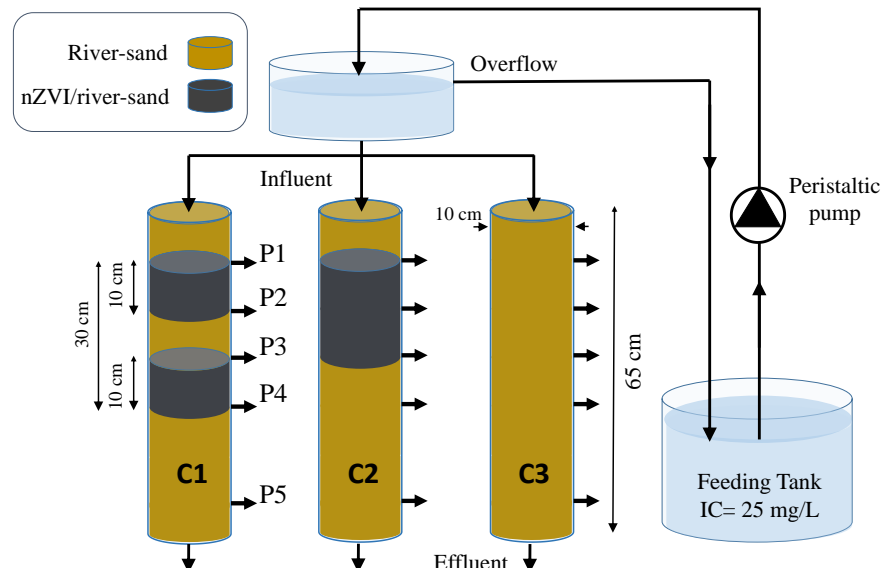 River-sand
nZVI/river-sand
Overflow
Influent
Peristaltic
pump
10 cm
P1
P2
P3
P4
P5
10 cm
30 cm
10 cm
65 cm
C1
C2
C3
Feeding Tank
IC= 25 mg/L
Effluent